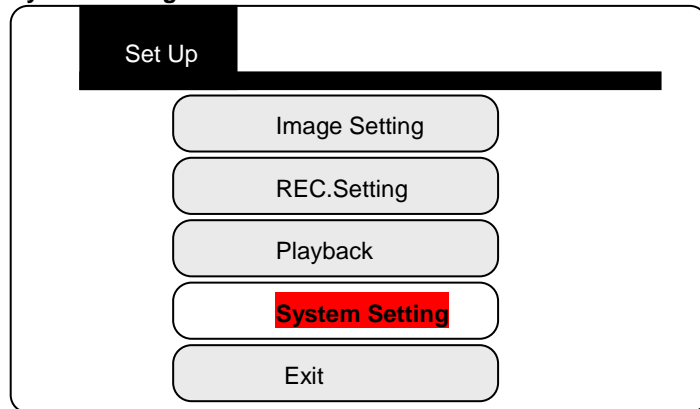 Set Up
Image Setting
REC.Setting
Playback
System Setting
Exit